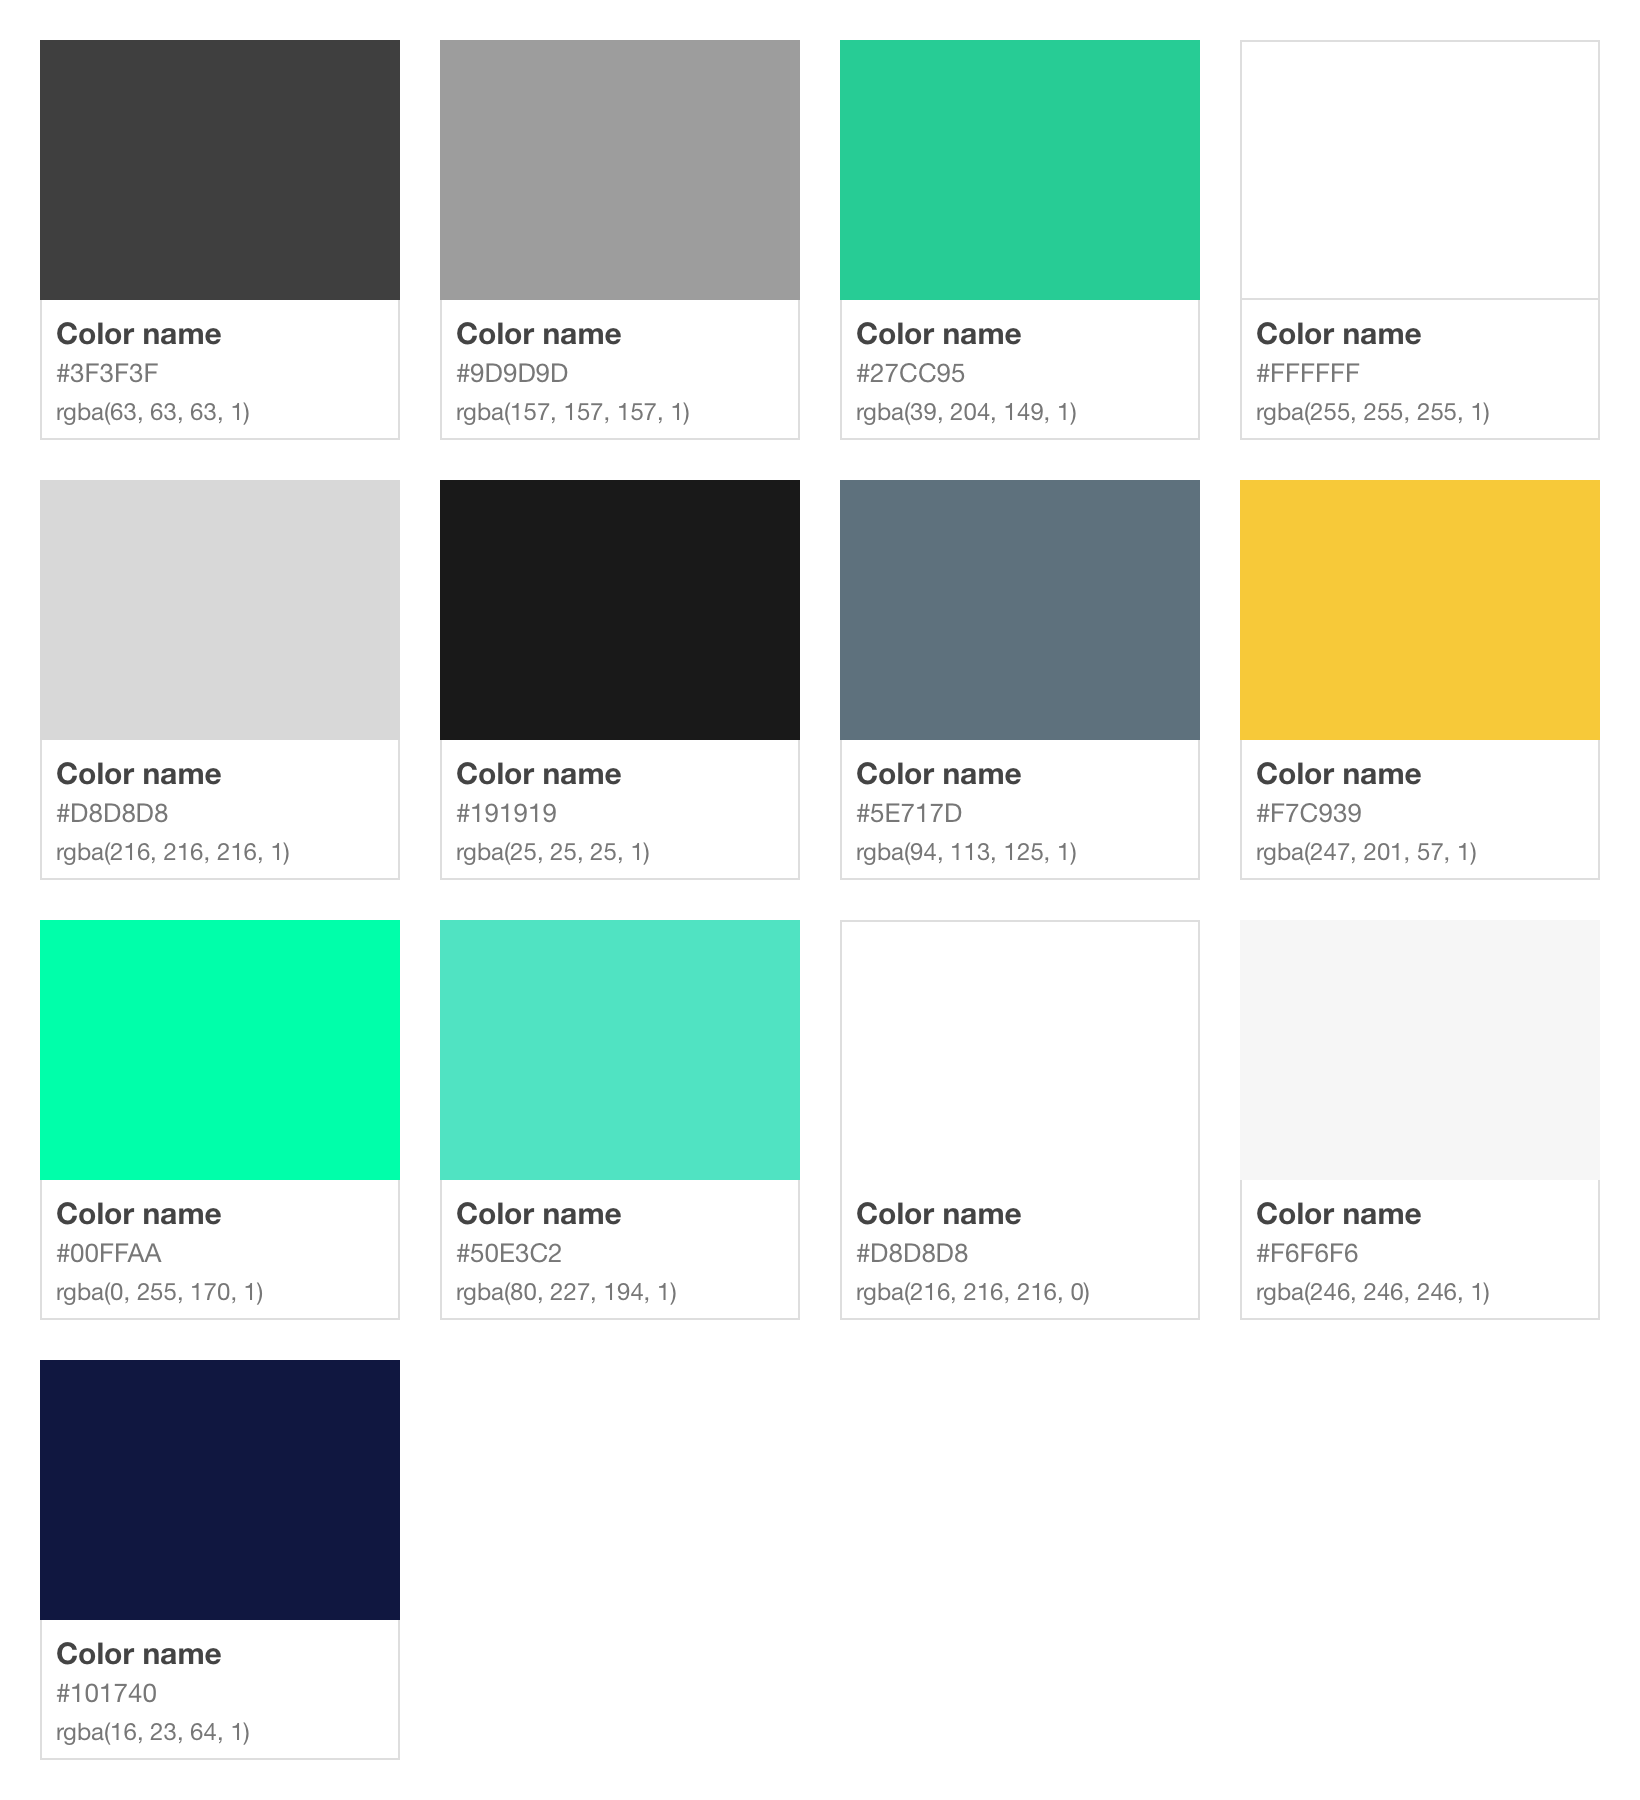 Color name
#3F3F3F
rgba(63, 63, 63, 1)
Color name
#9D9D9D
rgba(157, 157, 157, 1)
Color name
#27CC95
rgba(39, 204, 149, 1)
Color name
#FFFFFF
rgba(255, 255, 255, 1)
Color name
#D8D8D8
rgba(216, 216, 216, 1)
Color name
#191919
rgba(25, 25, 25, 1)
Color name
#5E717D
rgba(94, 113, 125, 1)
Color name
#F7C939
rgba(247, 201, 57, 1)
Color name
#00FFAA
rgba(0, 255, 170, 1)
Color name
#50E3C2
rgba(80, 227, 194, 1)
Color name
#D8D8D8
rgba(216, 216, 216, 0)
Color name
#F6F6F6
rgba(246, 246, 246, 1)
Color name
#101740
rgba(16, 23, 64, 1)